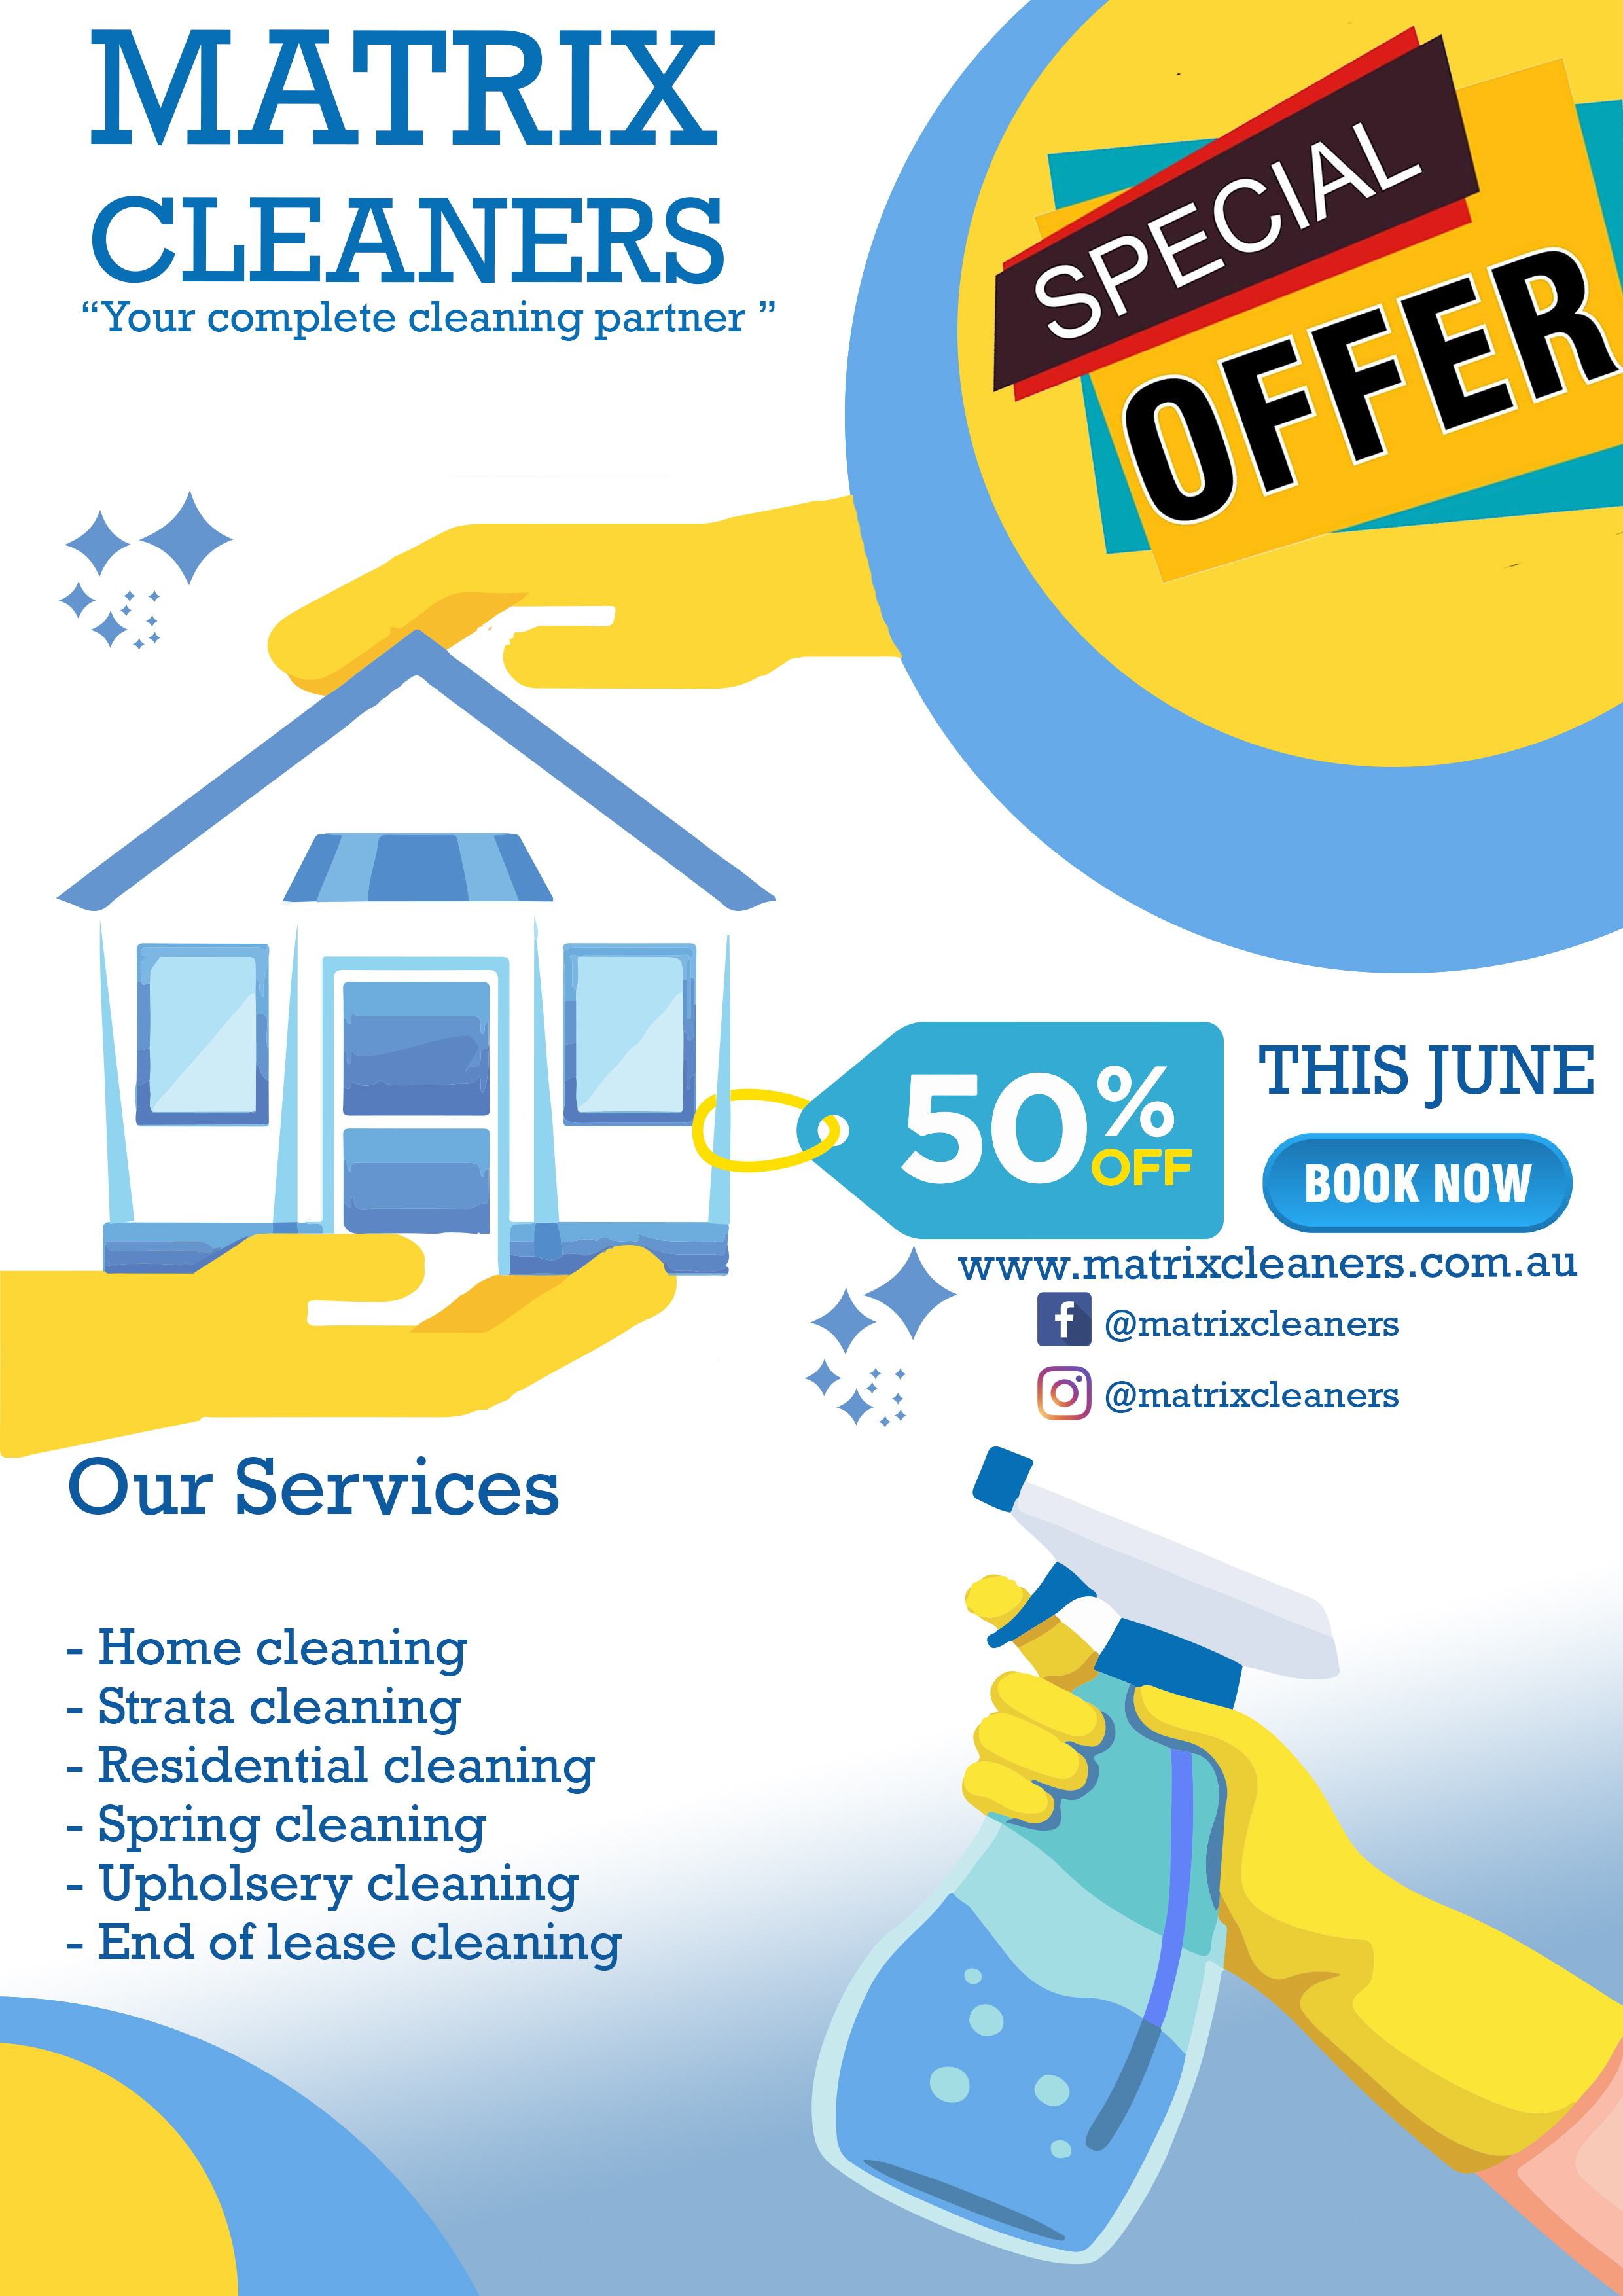 MATRIX
CLEANERS
“Your complete cleaning partner ”
SPECIAL
OFFER
50%
OFF
THIS JUNE
BOOK NOW
www.matrixcleaners.com.au
f @matrixcleaners
@matrixcleaners
Our Services
- Home cleaning
- Strata cleaning
- Residential cleaning
- Spring cleaning
- Upholsery cleaning
- End of lease cleaning